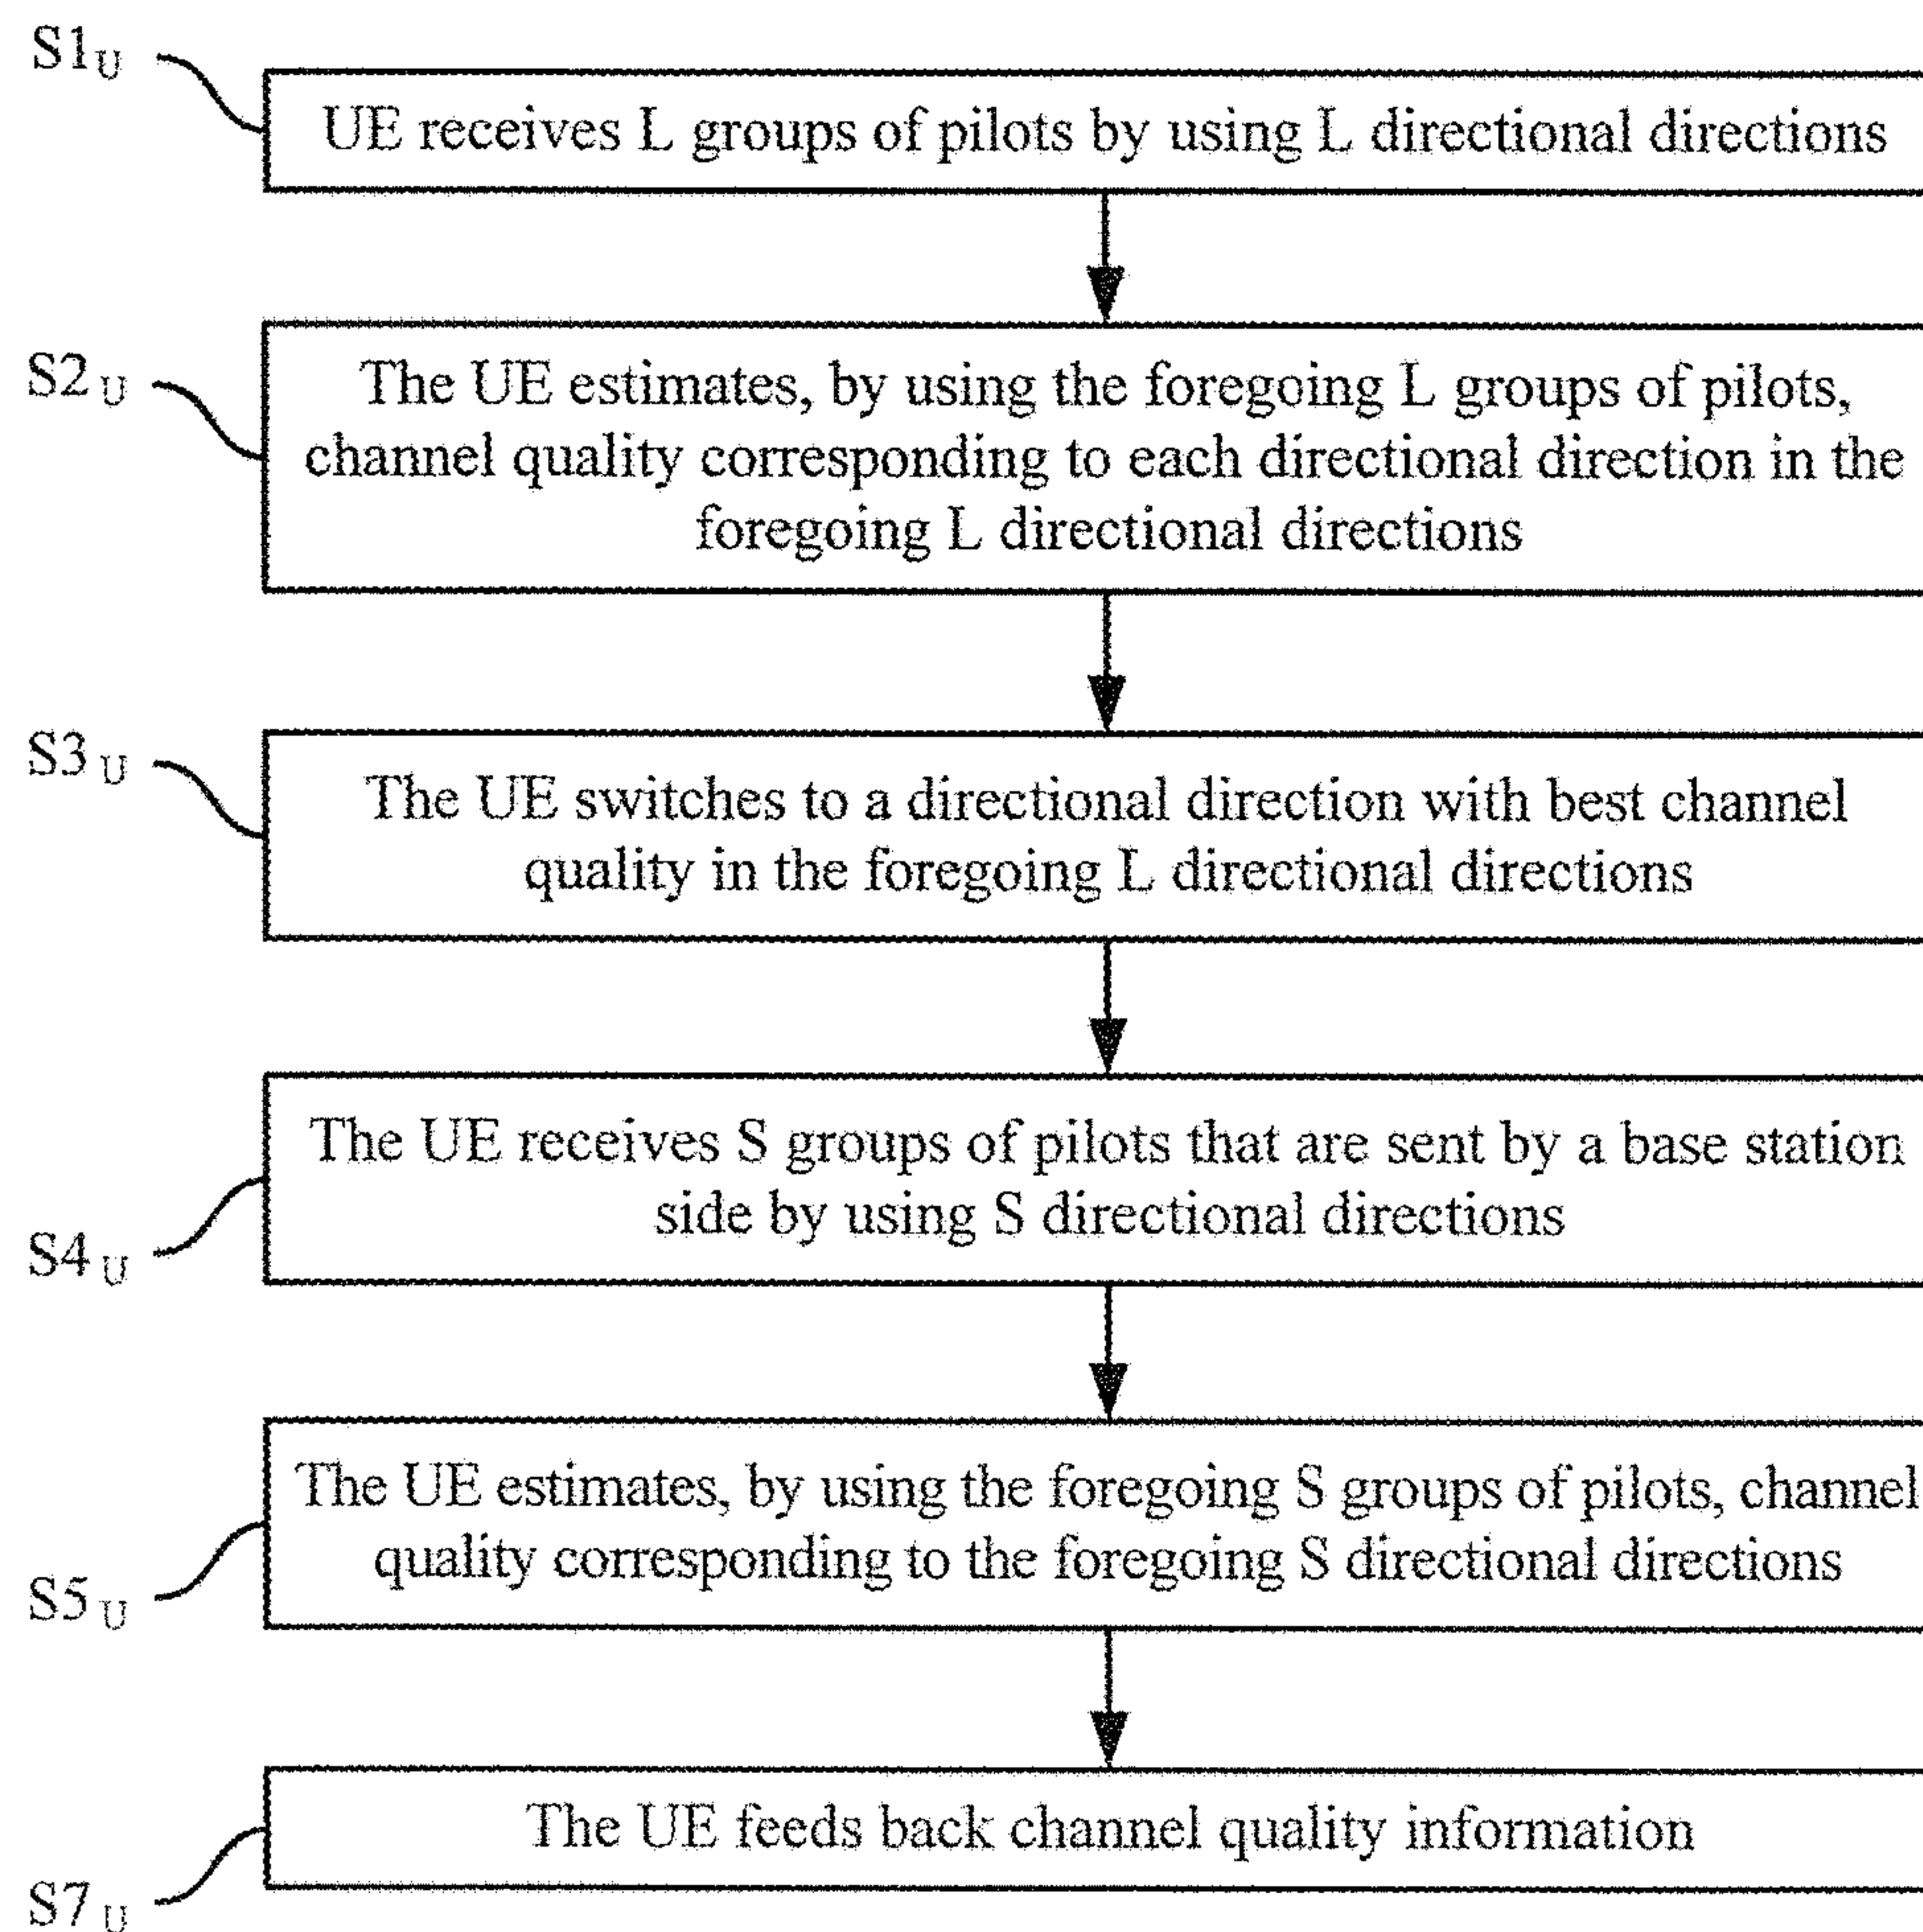 S1U
UE receives L groups of pilots by using L directional directions
S2U
The UE estimates, by using the foregoing L groups of pilots,
channel quality corresponding to each directional direction in the
foregoing L directional directions
S3U
The UE switches to a directional direction with best channel
quality in the foregoing L directional directions
The UE receives S groups of pilots that are sent by a base station
side by using S directional directions
S4U
The UE estimates, by using the foregoing S groups of pilots, channel
quality corresponding to the foregoing S directional directions
S5U
The UE feeds back channel quality information
S7U